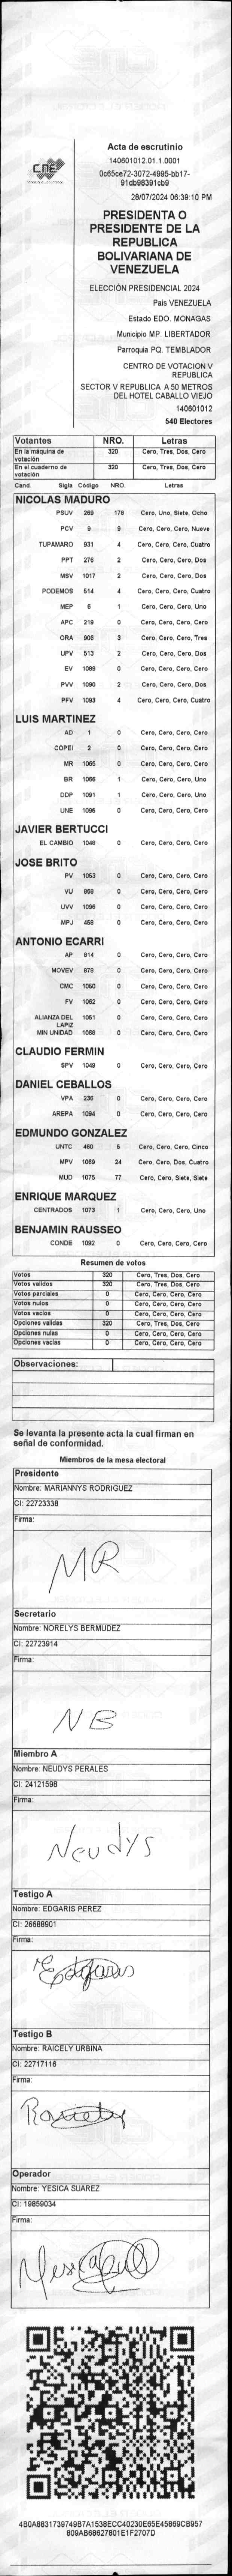 CNE
Acta de escrutinio
140601012.01.1.0001
0c65ce72-3072-4995-bb17-
91db98391cb9
28/07/2024 06:39:10 PM
PRESIDENTA O
PRESIDENTE DE LA
REPUBLICA
BOLIVARIANA DE
VENEZUELA
ELECCIÓN PRESIDENCIAL 2024
País VENEZUELA
Estado EDO. MONAGAS
Municipio MP. LIBERTADOR
Parroquia PQ. TEMBLADOR
CENTRO DE VOTACION V
REPUBLICA
SECTOR V REPUBLICA A 50 METROS
DEL HOTEL CABALLO VIEJO
140601012
540 Electores
Votantes NRO. Letras
En la máquina de votación 320 Cero, Tres, Dos, Cero
En el cuaderno de votación 320 Cero, Tres, Dos, Cero
Cand. Sigla Código NRO. Letras
NICOLAS MADURO
PSUV 269 178 Cero, Uno, Siete, Ocho
PCV 9 9 Cero, Cero, Cero, Nueve
TUPAMARO 931 4 Cero, Cero, Cero, Cuatro
PPT 276 2 Cero, Cero, Cero, Dos
MSV 1017 2 Cero, Cero, Cero, Dos
PODEMOS 514 4 Cero, Cero, Cero, Cuatro
MEP 6 1 Cero, Cero, Cero, Uno
APC 219 0 Cero, Cero, Cero, Cero
ORA 906 3 Cero, Cero, Cero, Tres
UPV 513 2 Cero, Cero, Cero, Dos
EV 1089 0 Cero, Cero, Cero, Cero
PVV 1090 2 Cero, Cero, Cero, Dos
PFV 1093 4 Cero, Cero, Cero, Cuatro
LUIS MARTINEZ
AD 1 0 Cero, Cero, Cero, Cero
COPEI 2 0 Cero, Cero, Cero, Cero
MR 1065 0 Cero, Cero, Cero, Cero
BR 1066 1 Cero, Cero, Cero, Uno
DDP 1091 1 Cero, Cero, Cero, Uno
UNE 1095 0 Cero, Cero, Cero, Cero
JAVIER BERTUCCI
EL CAMBIO 1048 0 Cero, Cero, Cero, Cero
JOSE BRITO
PV 1053 0 Cero, Cero, Cero, Cero
VU 868 0 Cero, Cero, Cero, Cero
UVV 1096 0 Cero, Cero, Cero, Cero
MPJ 458 0 Cero, Cero, Cero, Cero
ANTONIO ECARRI
AP 814 0 Cero, Cero, Cero, Cero
MOVEV 878 0 Cero, Cero, Cero, Cero
CMC 1050 0 Cero, Cero, Cero, Cero
FV 1062 0 Cero, Cero, Cero, Cero
ALIANZA DEL LAPIZ 1051 0 Cero, Cero, Cero, Cero
MIN UNIDAD 1068 0 Cero, Cero, Cero, Cero
CLAUDIO FERMIN
SPV 1049 0 Cero, Cero, Cero, Cero
DANIEL CEBALLOS
VPA 236 0 Cero, Cero, Cero, Cero
AREPA 1094 0 Cero, Cero, Cero, Cero
EDMUNDO GONZALEZ
UNTC 460 5 Cero, Cero, Cero, Cinco
MPV 1069 24 Cero, Cero, Dos, Cuatro
MUD 1075 77 Cero, Cero, Siete, Siete
ENRIQUE MARQUEZ
CENTRADOS 1073 1 Cero, Cero, Cero, Uno
BENJAMIN RAUSSEO
CONDE 1092 0 Cero, Cero, Cero, Cero
Resumen de votos
Votos 320 Cero, Tres, Dos, Cero
Votos válidos 320 Cero, Tres, Dos, Cero
Votos parciales 0 Cero, Cero, Cero, Cero
Votos nulos 0 Cero, Cero, Cero, Cero
Votos vacíos 0 Cero, Cero, Cero, Cero
Opciones válidas 320 Cero, Tres, Dos, Cero
Opciones nulas 0 Cero, Cero, Cero, Cero
Opciones vacías 0 Cero, Cero, Cero, Cero
Observaciones:
Se levanta la presente acta la cual firman en
señal de conformidad.
Miembros de la mesa electoral
Presidente
Nombre: MARIANNYS RODRIGUEZ
CI: 22723338
Firma:
MR
Secretario
Nombre: NORELYS BERMUDEZ
CI: 22723914
Firma:
NB
Miembro A
Nombre: NEUDYS PERALES
CI: 24121598
Firma:
Neudys
Testigo A
Nombre: EDGARIS PEREZ
CI: 26688901
Firma:
Edgaris
Testigo B
Nombre: RAICELY URBINA
CI: 22717116
Firma:
Raicely
Operador
Nombre: YESICA SUAREZ
CI: 19859034
Firma:
4B0A8831739749B7A1538ECC40230E65E45869CB957
809AB68627801E1F2707D